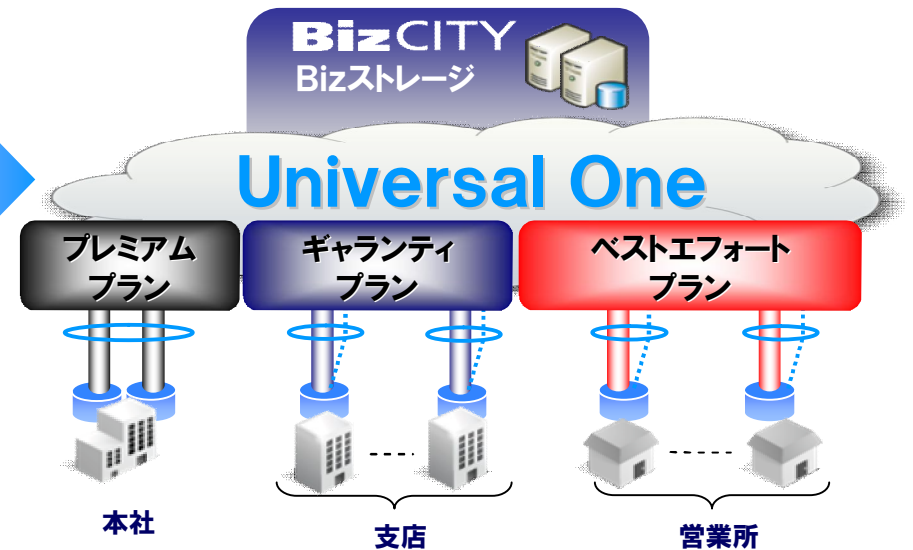 BizCITY
Bizストレージ
Universal One
プレミアム
プラン
ギャランティ
プラン
ベストエフォート
プラン
本社
支店
営業所